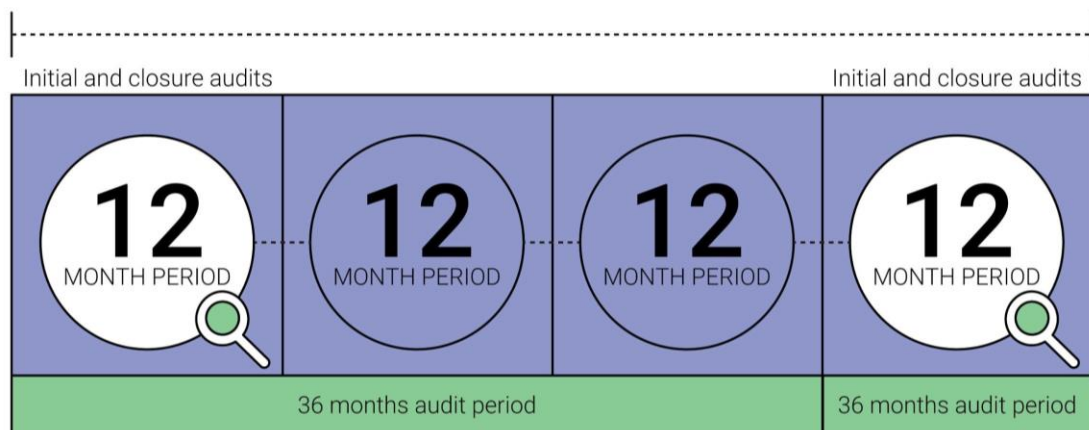 Initial and closure audits
Initial and closure audits
12
MONTH PERIOD
12
MONTH PERIOD
12
MONTH PERIOD
12
MONTH PERIOD
36 months audit period
36 months audit period